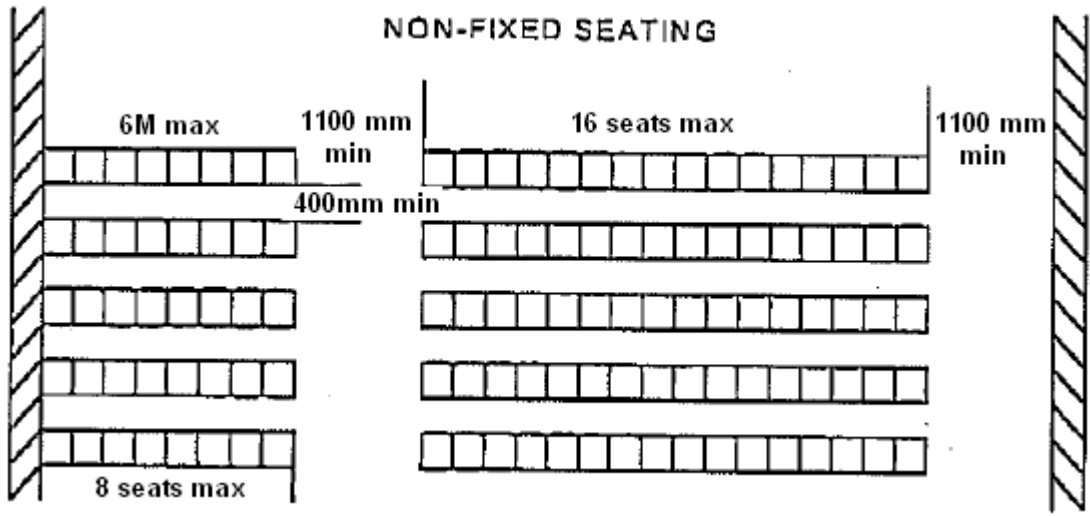 NON-FIXED SEATING
6M max
1100 mm
min
16 seats max
1100 mm
min
400mm min
8 seats max